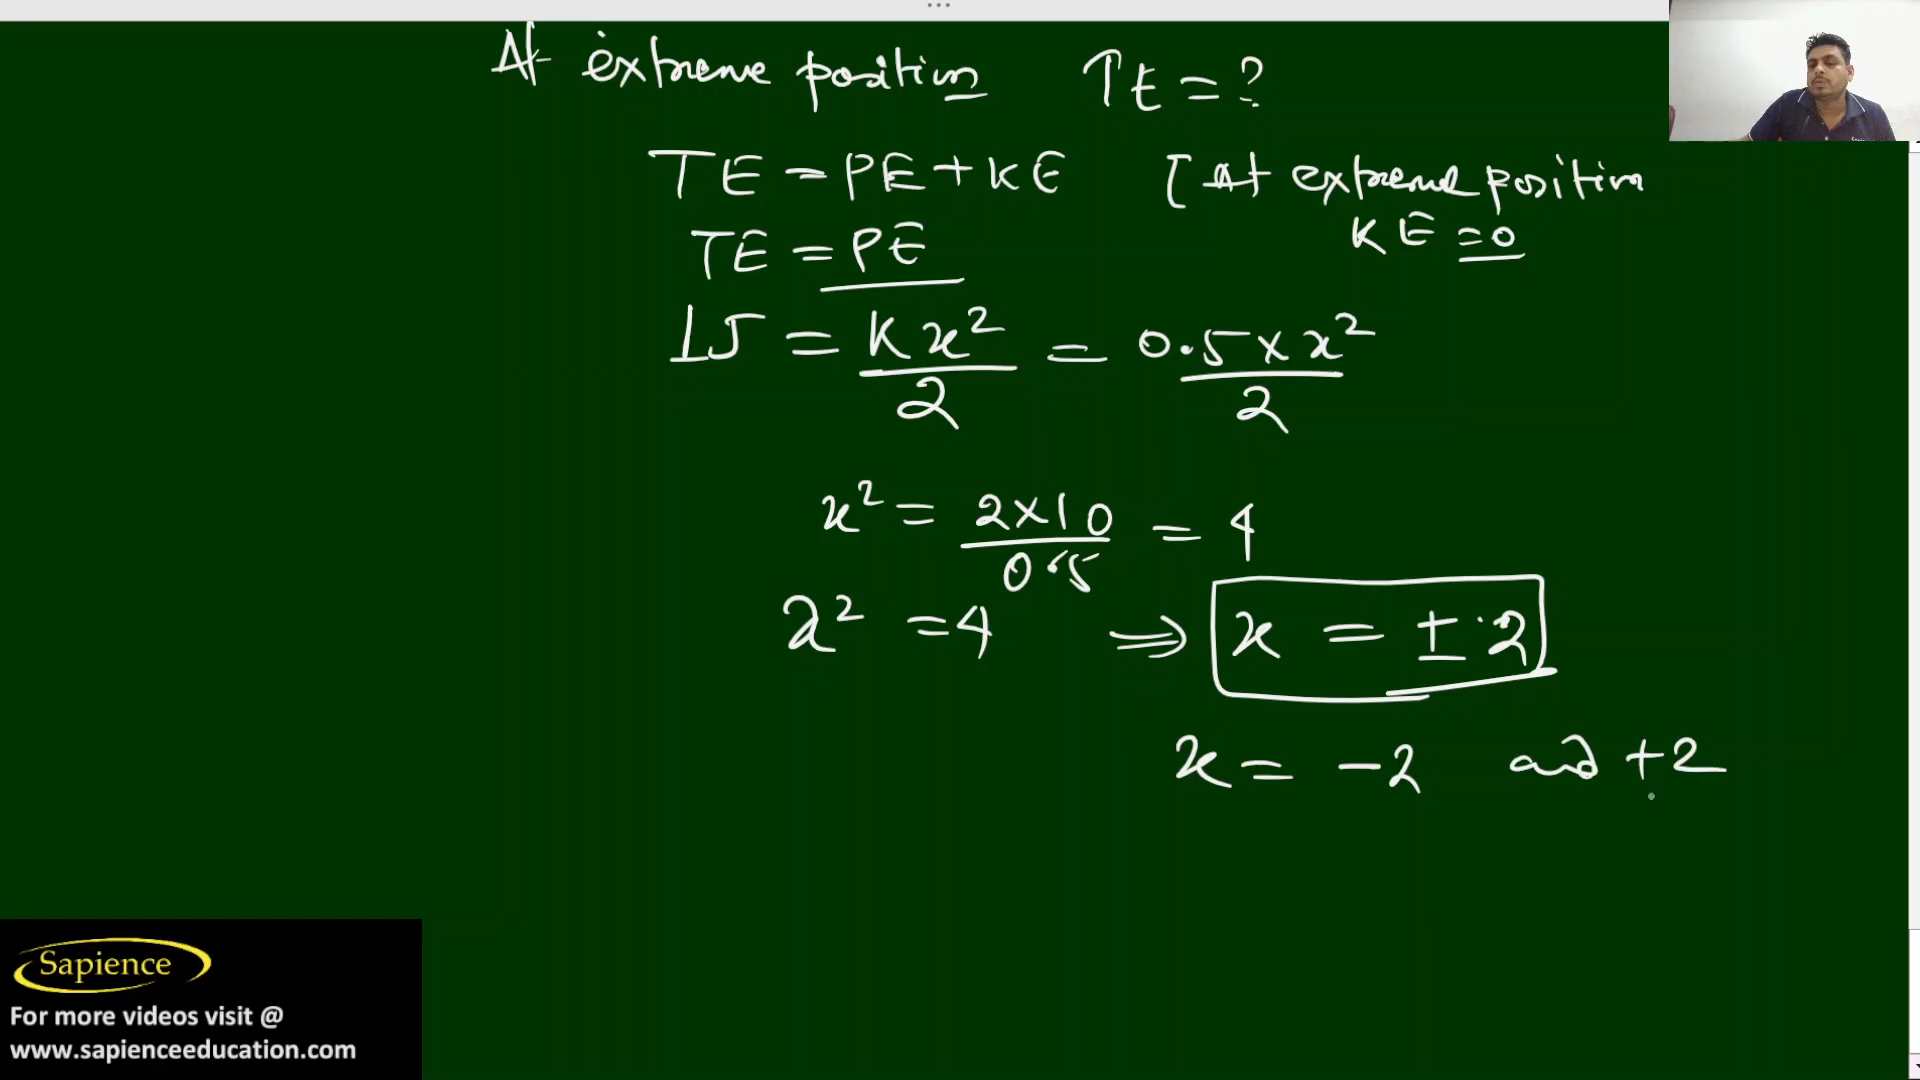 At extreme position TE = ?
TE = PE + KE [At extreme position
KE = 0
TE = PE
1J = Kx²/2 = 0.5 × x²/2
x² = 2×10/0.5 = 4
x² = 4 ⇒ x = ± 2
x = -2 and +2
Sapience
For more videos visit @
www.sapienceeducation.com